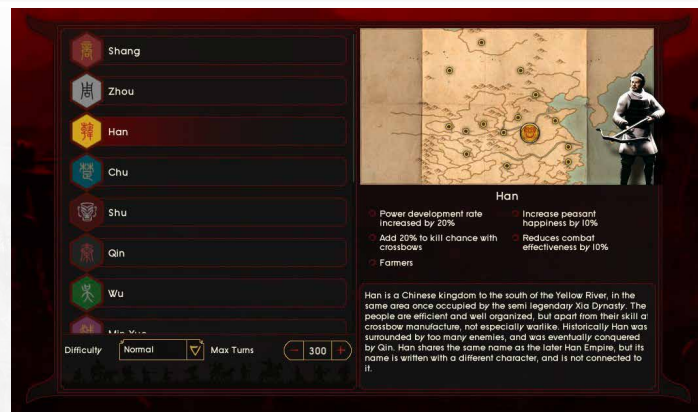 Shang
Zhou
周
Han
韓
Chu
楚
Shu
Qin
Wu
Min Yue
Difficulty
Normal
Max Turns
- 300 +
Han
Power development rate
increased by 20%
Add 20% to kill chance with
crossbows
Farmers
Increase peasant
happiness by 10%
Reduces combat
effectiveness by 10%
Han is a Chinese kingdom to the south of the Yellow River, in the
same area once occupied by the semi legendary Xia Dynasty. The
people are efficient and well organized, but apart from their skill at
crossbow manufacture, not especially warlike. Historically Han was
surrounded by too many enemies, and was eventually conquered
by Qin. Han shares the same name as the later Han Empire, but its
name is written with a different character, and is not connected to
it.